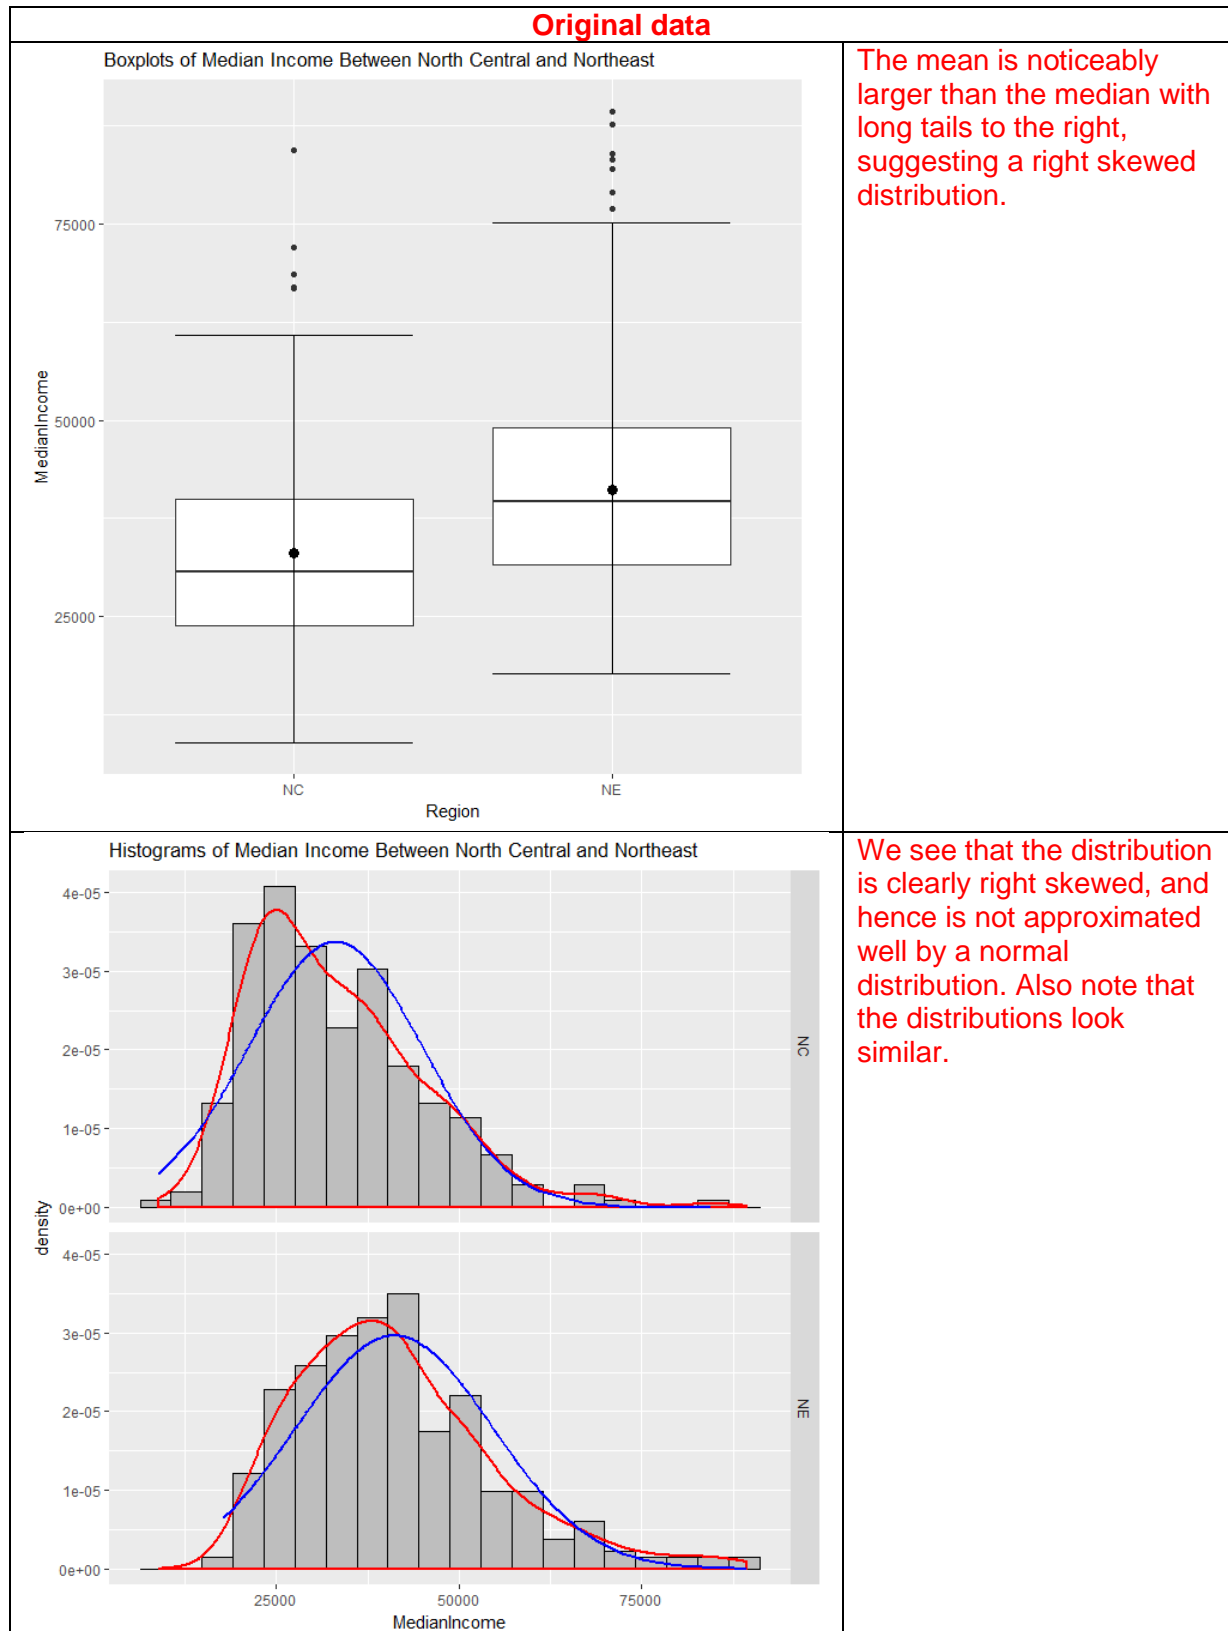 Original data
Boxplots of Median Income Between North Central and Northeast
MedianIncome
75000
50000
25000
NC
NE
Region
The mean is noticeably
larger than the median with
long tails to the right,
suggesting a right skewed
distribution.
Histograms of Median Income Between North Central and Northeast
density
4e-05
3e-05
2e-05
1e-05
0e+00
NC
4e-05
3e-05
2e-05
1e-05
0e+00
NE
25000
50000
75000
MedianIncome
We see that the distribution
is clearly right skewed, and
hence is not approximated
well by a normal
distribution. Also note that
the distributions look
similar.